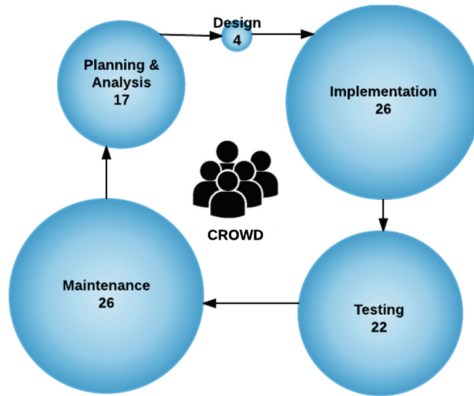 Planning &
Analysis
17
Design
4
Implementation
26
CROWD
Maintenance
26
Testing
22